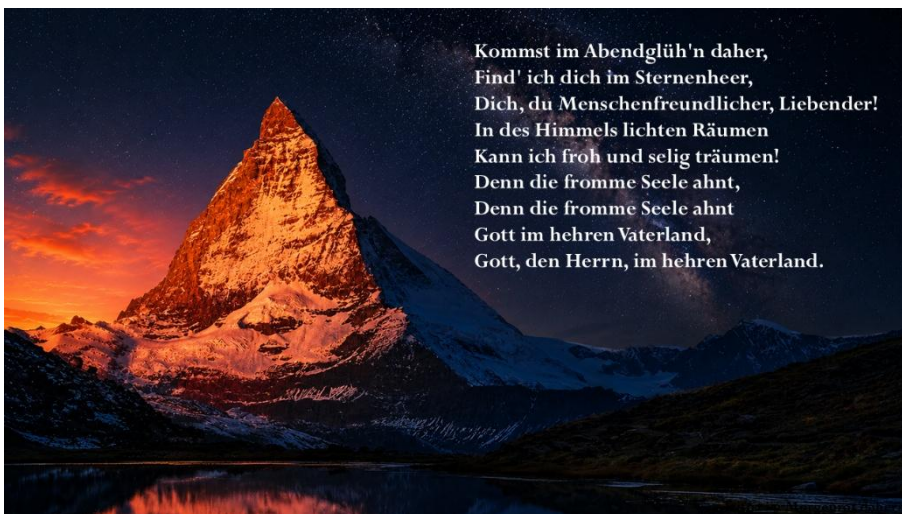 Kommst im Abendglüh'n daher,
Find' ich dich im Sternenheer,
Dich, du Menschenfreundlicher, Liebender!
In des Himmels lichten Räumen
Kann ich froh und selig träumen!
Denn die fromme Seele ahnt,
Denn die fromme Seele ahnt
Gott im hehren Vaterland,
Gott, den Herrn, im hehren Vaterland.